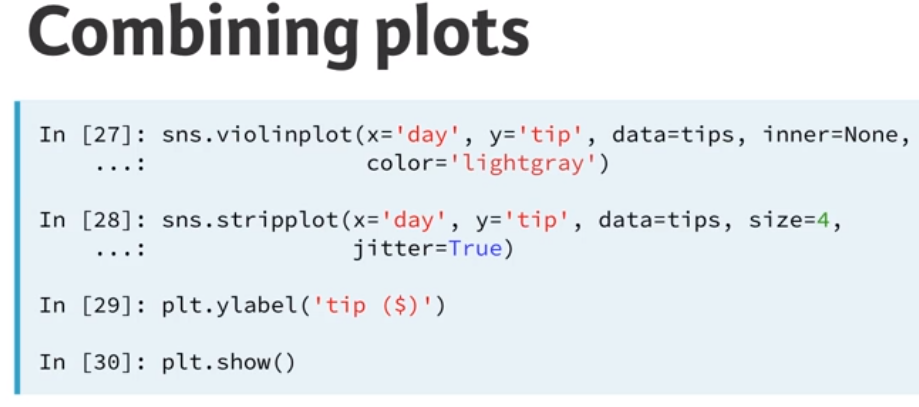 Combining plots
In [27]: sns.violinplot(x='day', y='tip', data=tips, inner=None,
...: color='lightgray')
In [28]: sns.stripplot(x='day', y='tip', data=tips, size=4,
...: jitter=True)
In [29]: plt.ylabel('tip ($)')
In [30]: plt.show()